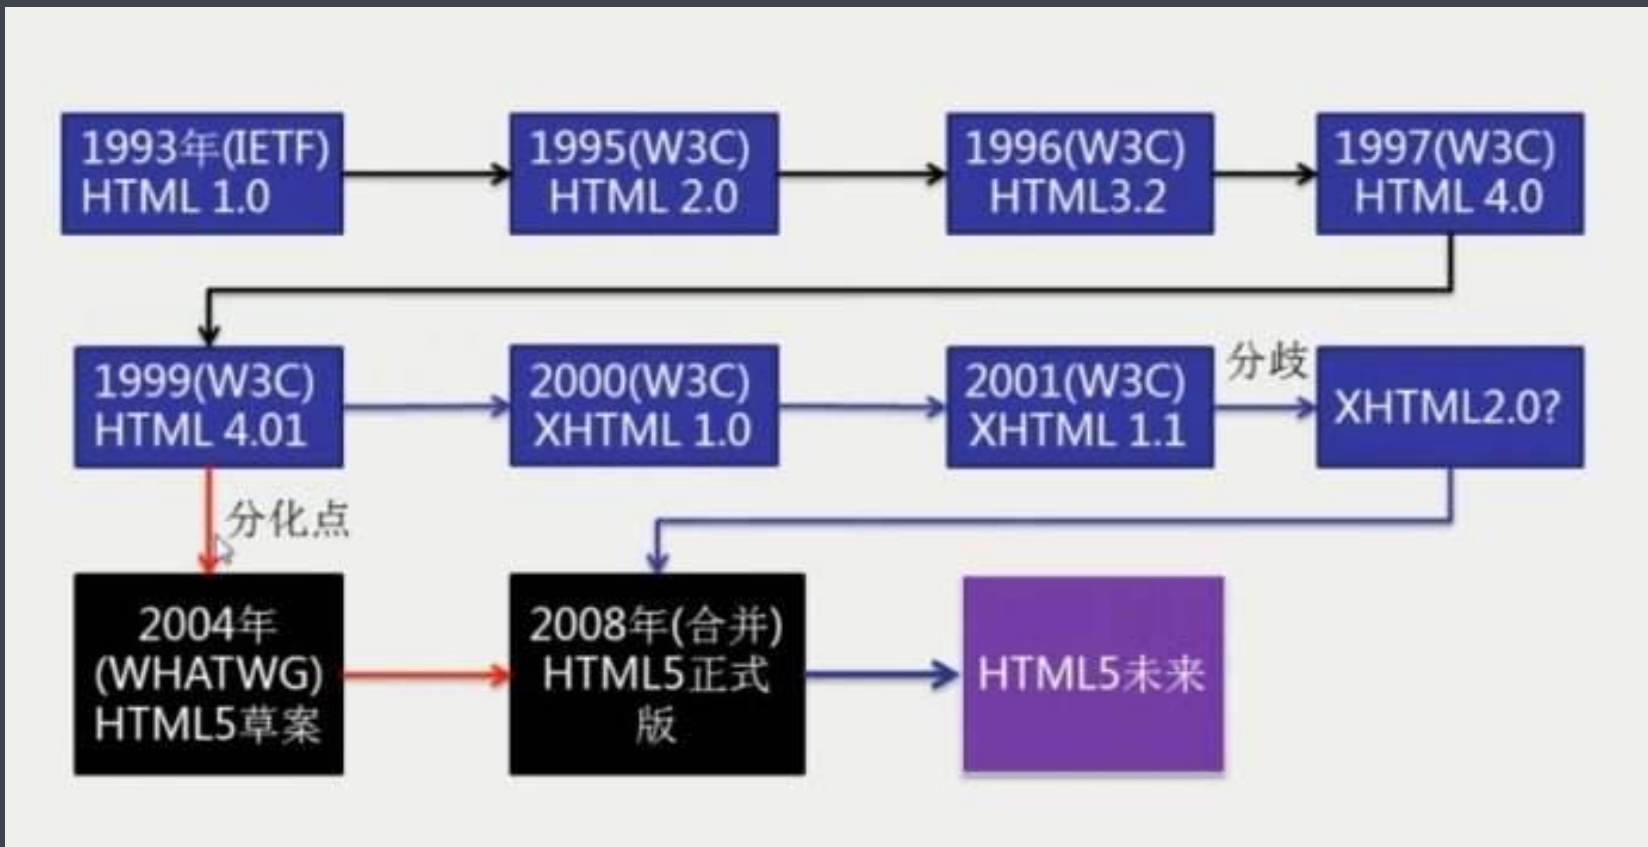 1993年(IETF)
HTML 1.0
1995(W3C)
HTML 2.0
1996(W3C)
HTML3.2
1997(W3C)
HTML 4.0
1999(W3C)
HTML 4.01
2000(W3C)
XHTML 1.0
2001(W3C)
XHTML 1.1
分歧
XHTML2.0?
分化点
2004年
(WHATWG)
HTML5草案
2008年(合并)
HTML5正式
版
HTML5未来